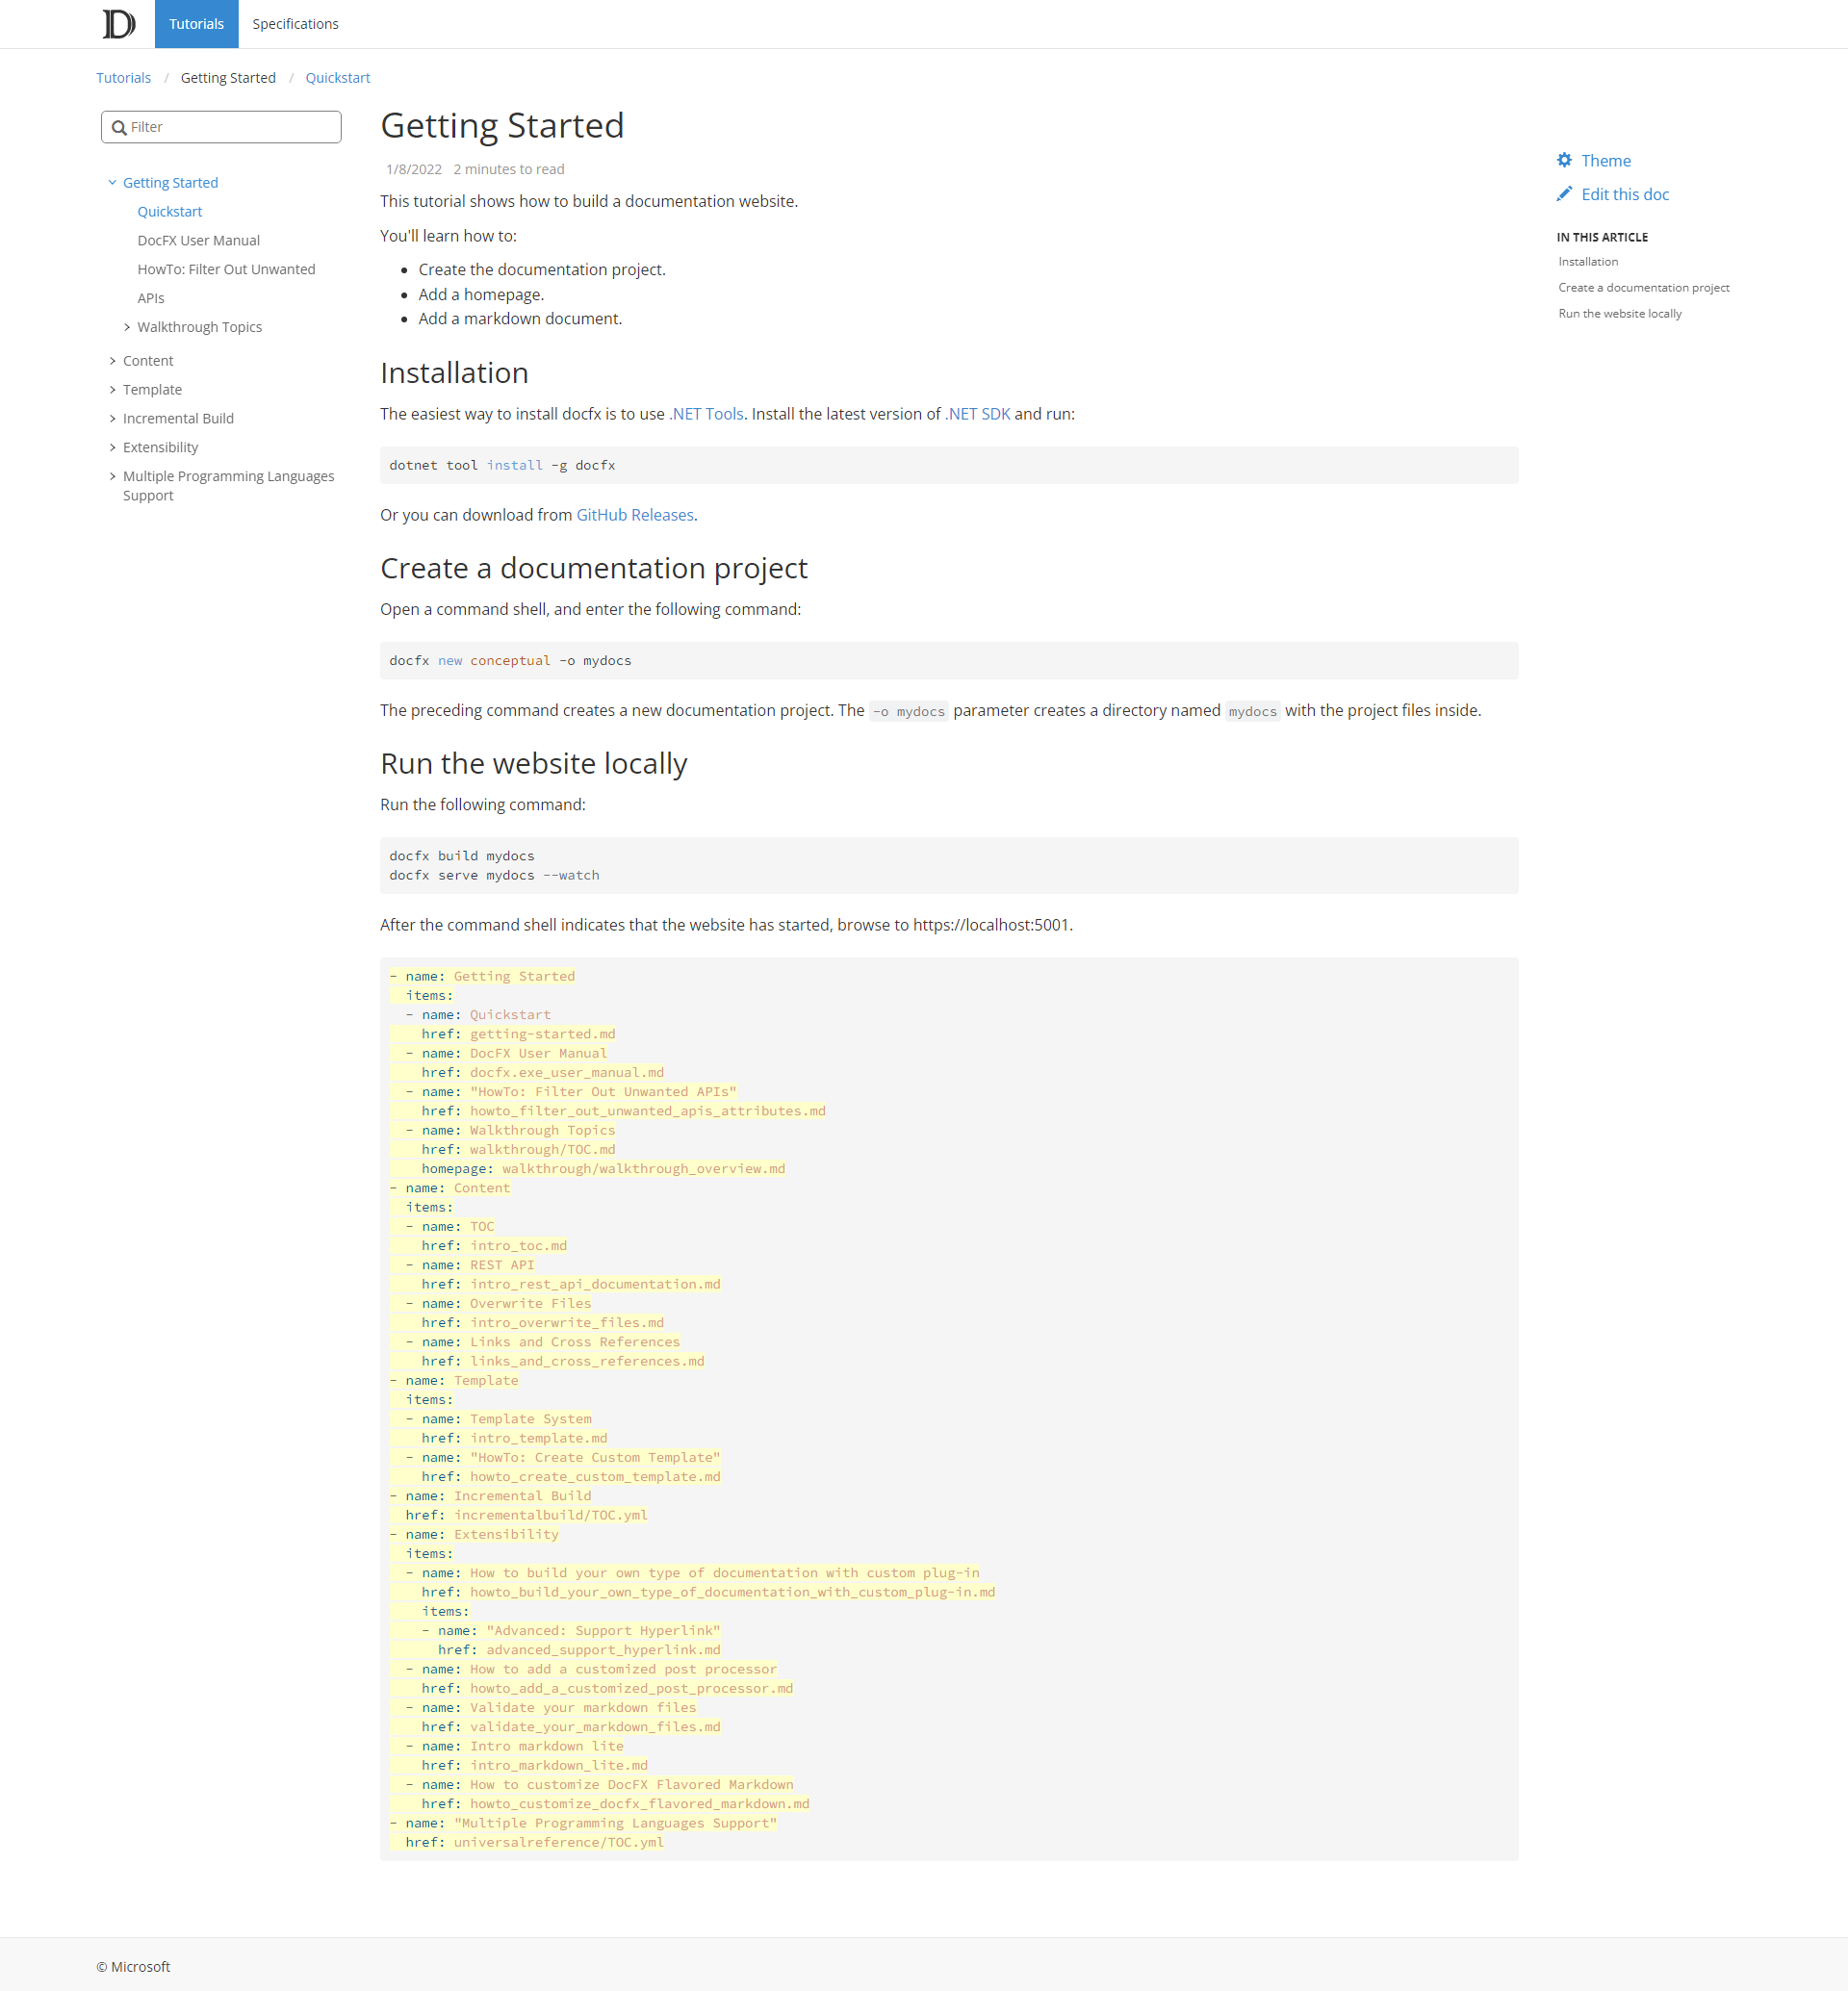 Tutorials Specifications
Tutorials / Getting Started / Quickstart
Filter
Getting Started
Quickstart
DocFX User Manual
HowTo: Filter Out Unwanted
APIs
Walkthrough Topics
Content
Template
Incremental Build
Extensibility
Multiple Programming Languages
Support
Getting Started
1/8/2022 2 minutes to read
This tutorial shows how to build a documentation website.
You'll learn how to:
• Create the documentation project.
• Add a homepage.
• Add a markdown document.
Installation
The easiest way to install docfx is to use .NET Tools. Install the latest version of .NET SDK and run:
dotnet tool install -g docfx
Or you can download from GitHub Releases.
Create a documentation project
Open a command shell, and enter the following command:
docfx new conceptual -o mydocs
The preceding command creates a new documentation project. The -o mydocs parameter creates a directory named mydocs with the project files inside.
Run the website locally
Run the following command:
docfx build mydocs
docfx serve mydocs --watch
After the command shell indicates that the website has started, browse to https://localhost:5001.
- name: Getting Started
  items:
  - name: Quickstart
    href: getting-started.md
  - name: DocFX User Manual
    href: docfx.exe_user_manual.md
  - name: "HowTo: Filter Out Unwanted APIs"
    href: howto_filter_out_unwanted_apis_attributes.md
  - name: Walkthrough Topics
    href: walkthrough/TOC.md
    homepage: walkthrough/walkthrough_overview.md
- name: Content
  items:
  - name: TOC
    href: intro_toc.md
  - name: REST API
    href: intro_rest_api_documentation.md
  - name: Overwrite Files
    href: intro_overwrite_files.md
  - name: Links and Cross References
    href: links_and_cross_references.md
- name: Template
  items:
  - name: Template System
    href: intro_template.md
  - name: "HowTo: Create Custom Template"
    href: howto_create_custom_template.md
- name: Incremental Build
  href: incrementalbuild/TOC.yml
- name: Extensibility
  items:
  - name: How to build your own type of documentation with custom plug-in
    href: howto_build_your_own_type_of_documentation_with_custom_plug-in.md
    items:
    - name: "Advanced: Support Hyperlink"
      href: advanced_support_hyperlink.md
  - name: How to add a customized post processor
    href: howto_add_a_customized_post_processor.md
  - name: Validate your markdown files
    href: validate_your_markdown_files.md
  - name: Intro markdown lite
    href: intro_markdown_lite.md
  - name: How to customize DocFX Flavored Markdown
    href: howto_customize_docfx_flavored_markdown.md
- name: "Multiple Programming Languages Support"
  href: universalreference/TOC.yml
Theme
Edit this doc
IN THIS ARTICLE
Installation
Create a documentation project
Run the website locally
© Microsoft